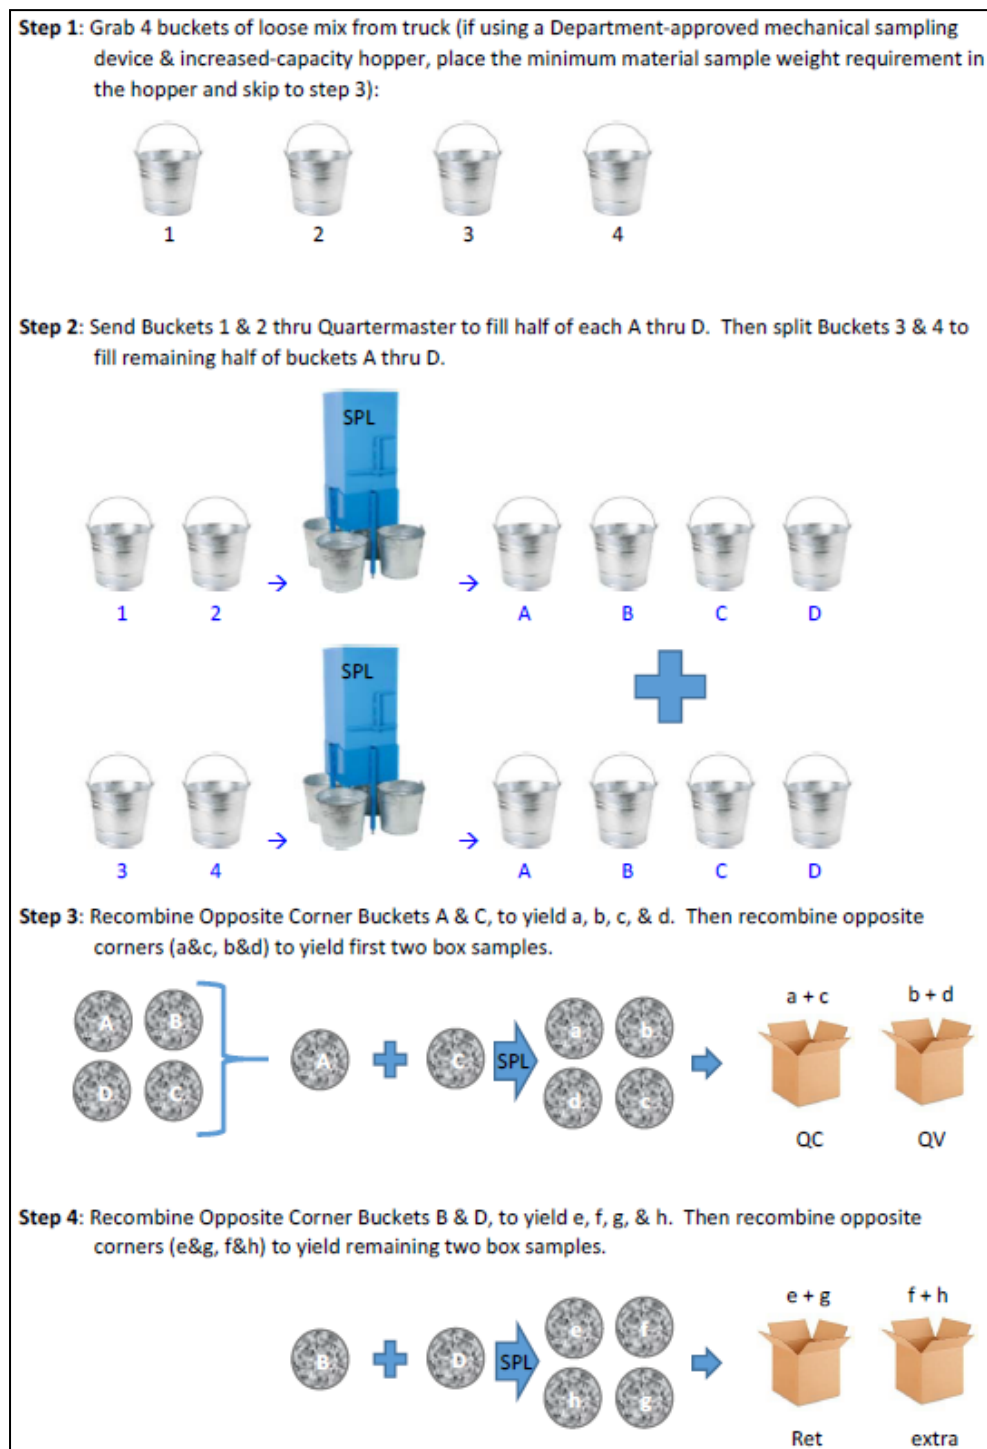 Step 1: Grab 4 buckets of loose mix from truck (if using a Department-approved mechanical sampling
device & increased-capacity hopper, place the minimum material sample weight requirement in
the hopper and skip to step 3):
1 2 3 4
Step 2: Send Buckets 1 & 2 thru Quartermaster to fill half of each A thru D. Then split Buckets 3 & 4 to
fill remaining half of buckets A thru D.
SPL
1 2 → → A B C D
SPL
3 4 → → A B C D
Step 3: Recombine Opposite Corner Buckets A & C, to yield a, b, c, & d. Then recombine opposite
corners (a&c, b&d) to yield first two box samples.
a + c b + d
A B a b
A C SPL
D C d c
QC QV
Step 4: Recombine Opposite Corner Buckets B & D, to yield e, f, g, & h. Then recombine opposite
corners (e&g, f&h) to yield remaining two box samples.
e + g f + h
e f
B D SPL
h g
Ret extra